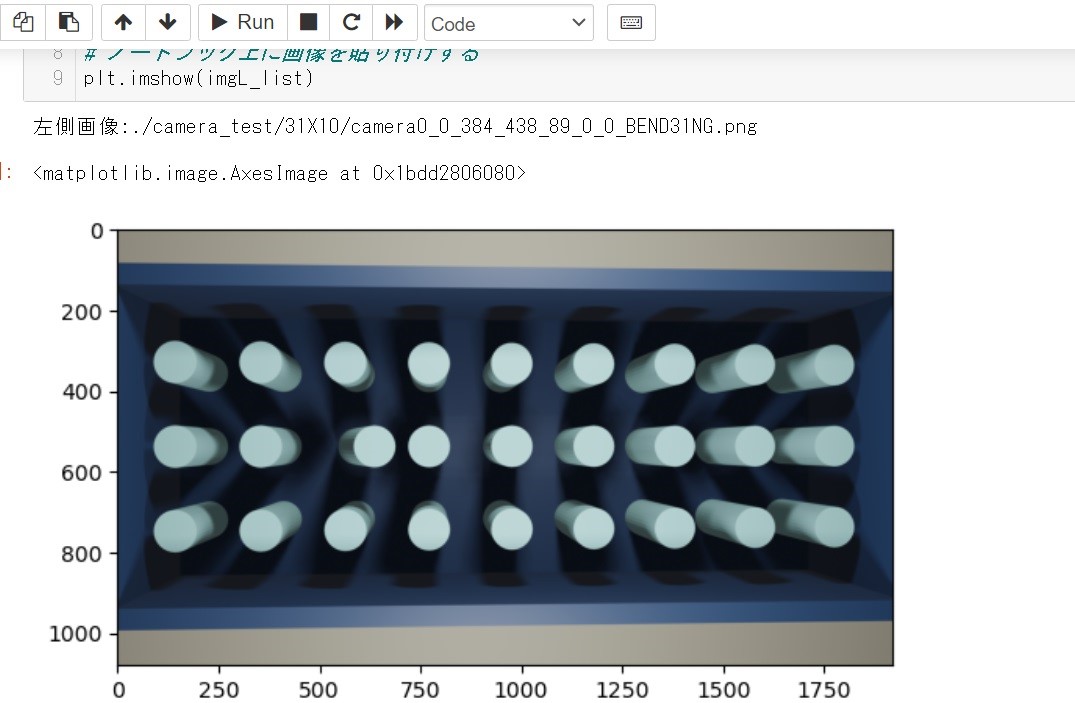 Run
Code
8 # ノートブック上に画像を貼り付けする
9 plt.imshow(imgL_list)
左側画像:./camera_test/31X10/camera0_0_384_438_89_0_0_BEND31NG.png
]: <matplotlib.image.AxesImage at 0x1bdd2806080>
0
200
400
600
800
1000
0 250 500 750 1000 1250 1500 1750